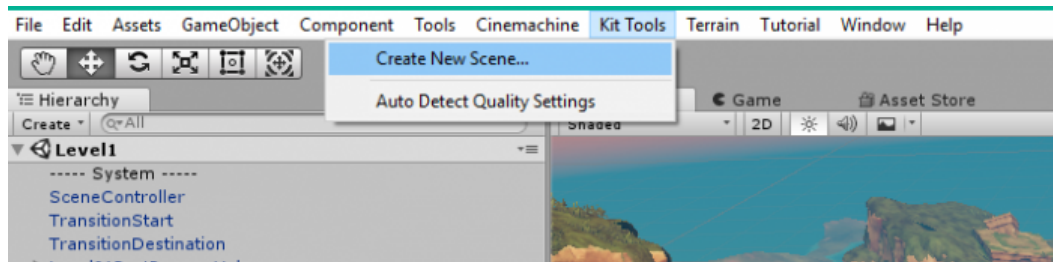 File Edit Assets GameObject Component Tools Cinemachine Kit Tools Terrain Tutorial Window Help
Create New Scene...
Auto Detect Quality Settings
Hierarchy Game Asset Store
Create All Shaded 2D
Level1
----- System -----
SceneController
TransitionStart
TransitionDestination